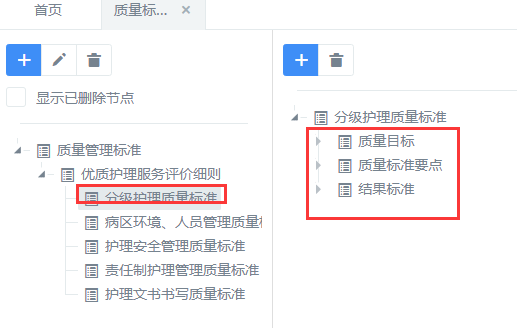 首页
质量标...
显示已删除节点
质量管理标准
优质护理服务评价细则
分级护理质量标准
病区环境、人员管理质量标
护理安全管理质量标准
责任制护理管理质量标准
护理文书书写质量标准
分级护理质量标准
质量目标
质量标准要点
结果标准